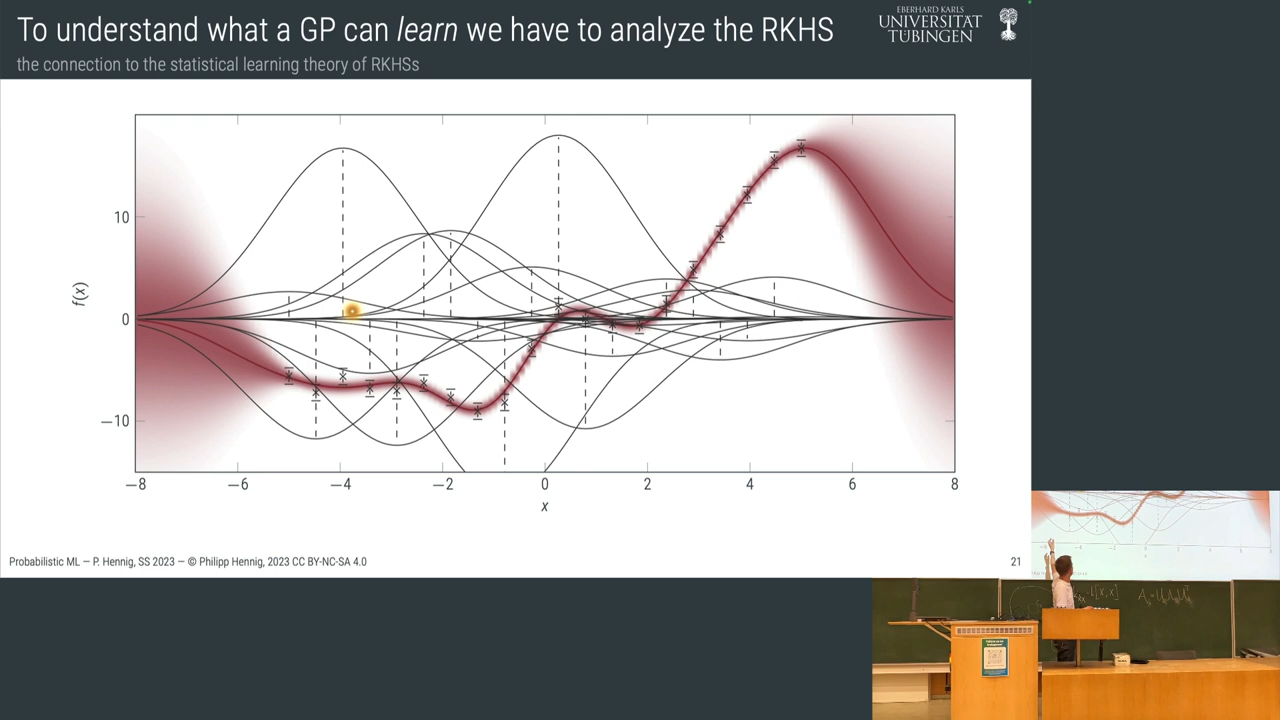 To understand what a GP can learn we have to analyze the RKHS
the connection to the statistical learning theory of RKHSs
EBERHARD KARLS
UNIVERSITÄT
TÜBINGEN
10
0
−10
f(x)
−8 −6 −4 −2 0 2 4 6 8
x
Probabilistic ML — P. Hennig, SS 2023 — © Philipp Hennig, 2023 CC BY-NC-SA 4.0
21